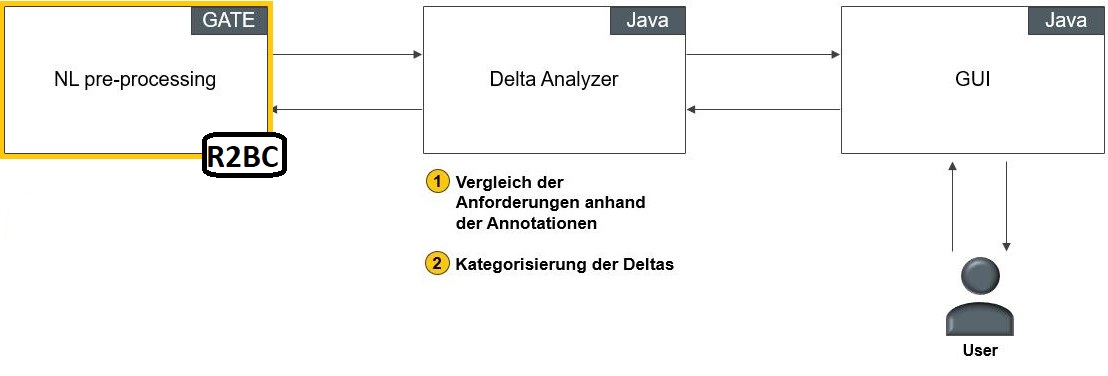 GATE
NL pre-processing
R2BC
Java
Delta Analyzer
1 Vergleich der
Anforderungen anhand
der Annotationen
2 Kategorisierung der Deltas
Java
GUI
User